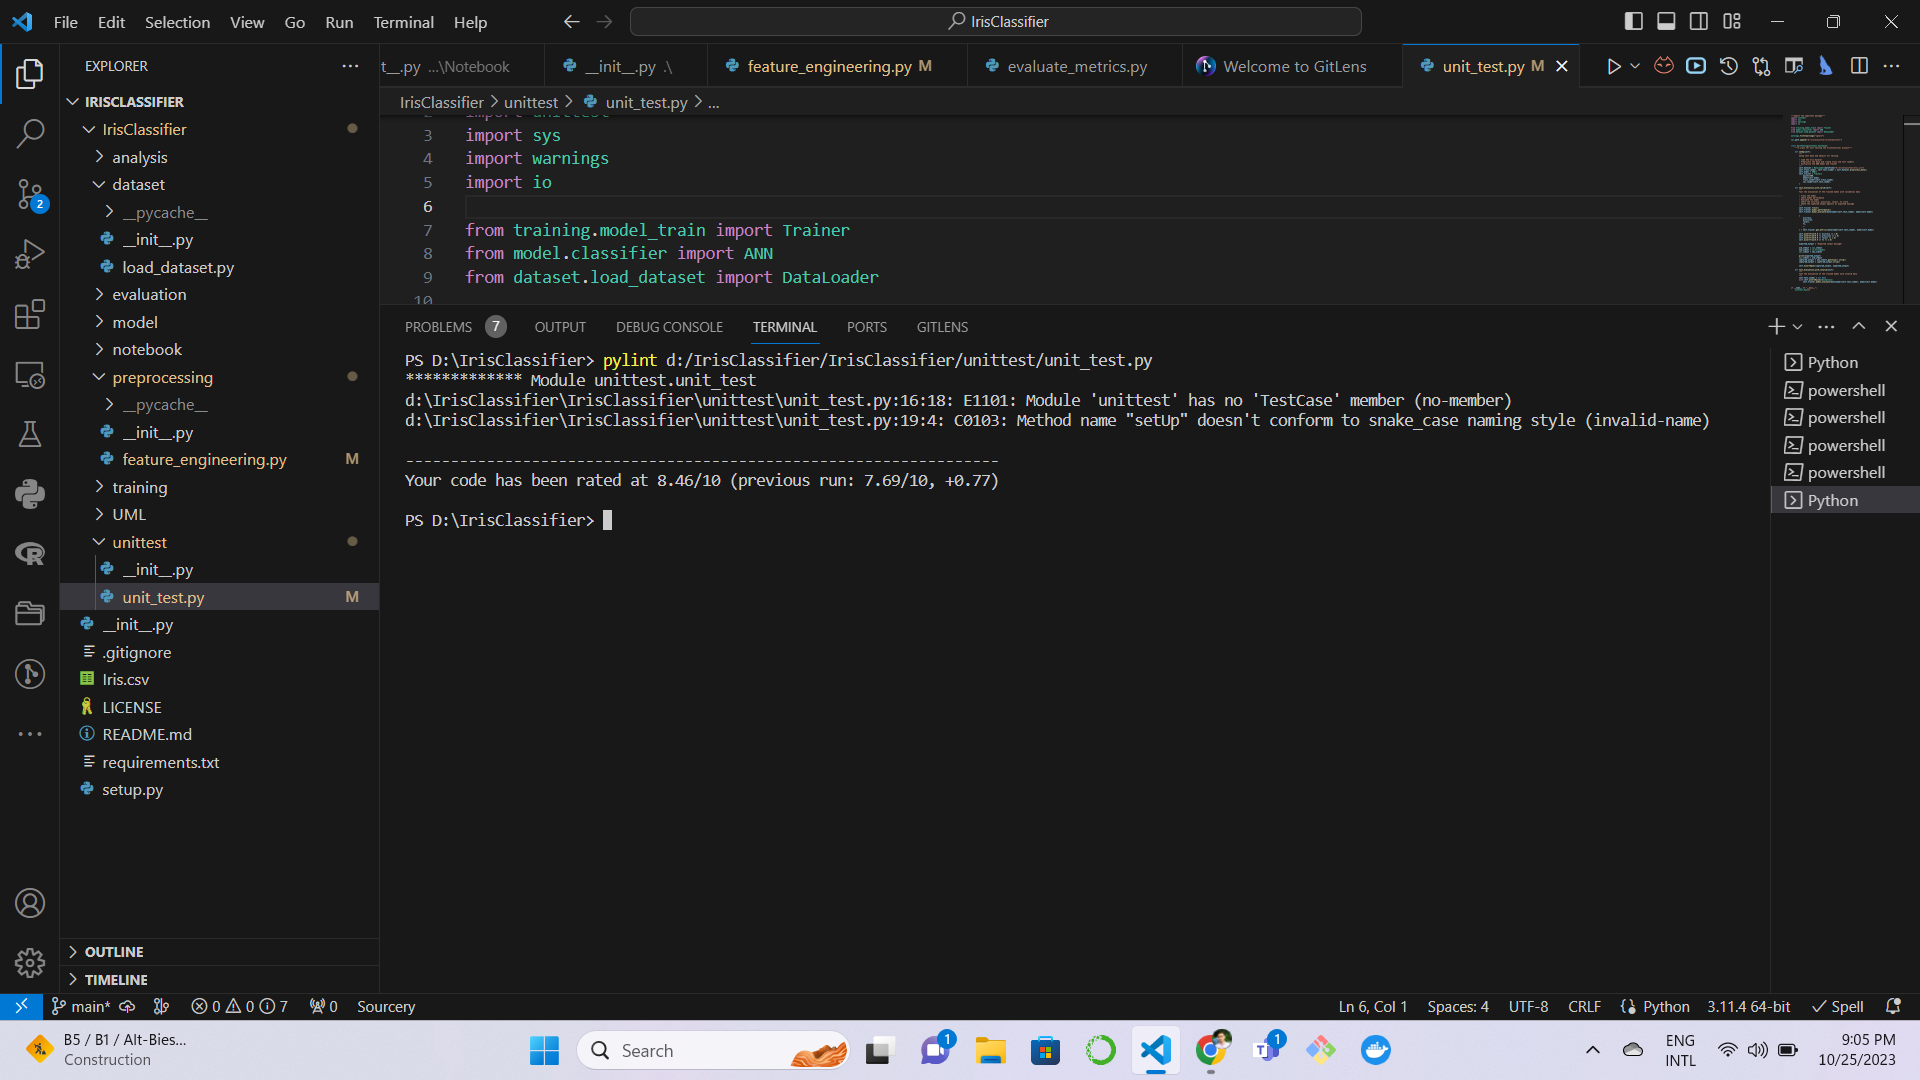 File Edit Selection View Go Run Terminal Help
IrisClassifier
EXPLORER
t__.py ...\Notebook
__init__.py .\
feature_engineering.py M
evaluate_metrics.py
Welcome to GitLens
unit_test.py M
IrisClassifier > unittest > unit_test.py > ...
IRISCLASSIFIER
IrisClassifier
analysis
dataset
__pycache__
__init__.py
load_dataset.py
evaluation
model
notebook
preprocessing
__pycache__
__init__.py
feature_engineering.py M
training
UML
unittest
__init__.py
unit_test.py M
__init__.py
.gitignore
Iris.csv
LICENSE
README.md
requirements.txt
setup.py
OUTLINE
TIMELINE
2
2 import unittest
3 import sys
4 import warnings
5 import io
6
7 from training.model_train import Trainer
8 from model.classifier import ANN
9 from dataset.load_dataset import DataLoader
10
PROBLEMS 7 OUTPUT DEBUG CONSOLE TERMINAL PORTS GITLENS
PS D:\IrisClassifier> pylint d:/IrisClassifier/IrisClassifier/unittest/unit_test.py
************* Module unittest.unit_test
d:\IrisClassifier\IrisClassifier\unittest\unit_test.py:16:18: E1101: Module 'unittest' has no 'TestCase' member (no-member)
d:\IrisClassifier\IrisClassifier\unittest\unit_test.py:19:4: C0103: Method name "setUp" doesn't conform to snake_case naming style (invalid-name)
------------------------------------------------------------------
Your code has been rated at 8.46/10 (previous run: 7.69/10, +0.77)
PS D:\IrisClassifier>
Python
powershell
powershell
powershell
powershell
Python
main* 0 0 7 0 Sourcery
Ln 6, Col 1 Spaces: 4 UTF-8 CRLF Python 3.11.4 64-bit Spell
B5 / B1 / Alt-Bies...
Construction
Search
1
1
ENG
INTL
9:05 PM
10/25/2023